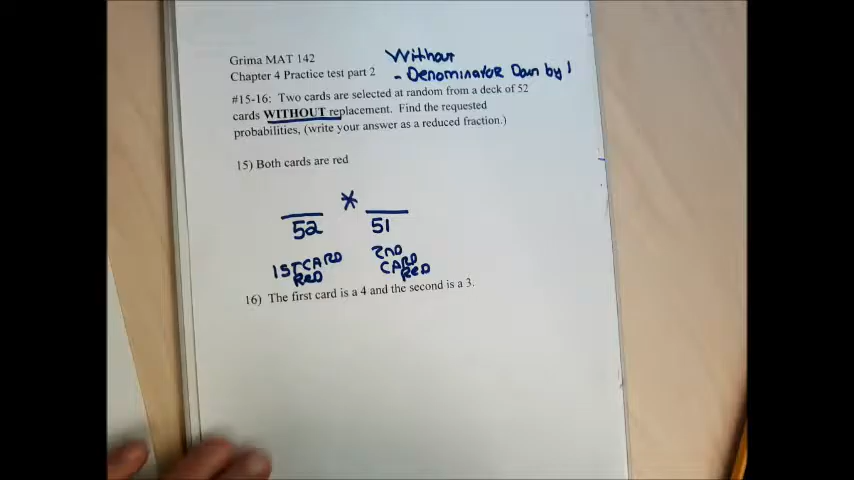 Grima MAT 142
Without
Chapter 4 Practice test part 2
- Denominator Down by 1
#15-16: Two cards are selected at random from a deck of 52
cards WITHOUT replacement. Find the requested
probabilities, (write your answer as a reduced fraction.)
15) Both cards are red
*
52 51
1ST CARD RED
2ND CARD RED
16) The first card is a 4 and the second is a 3.